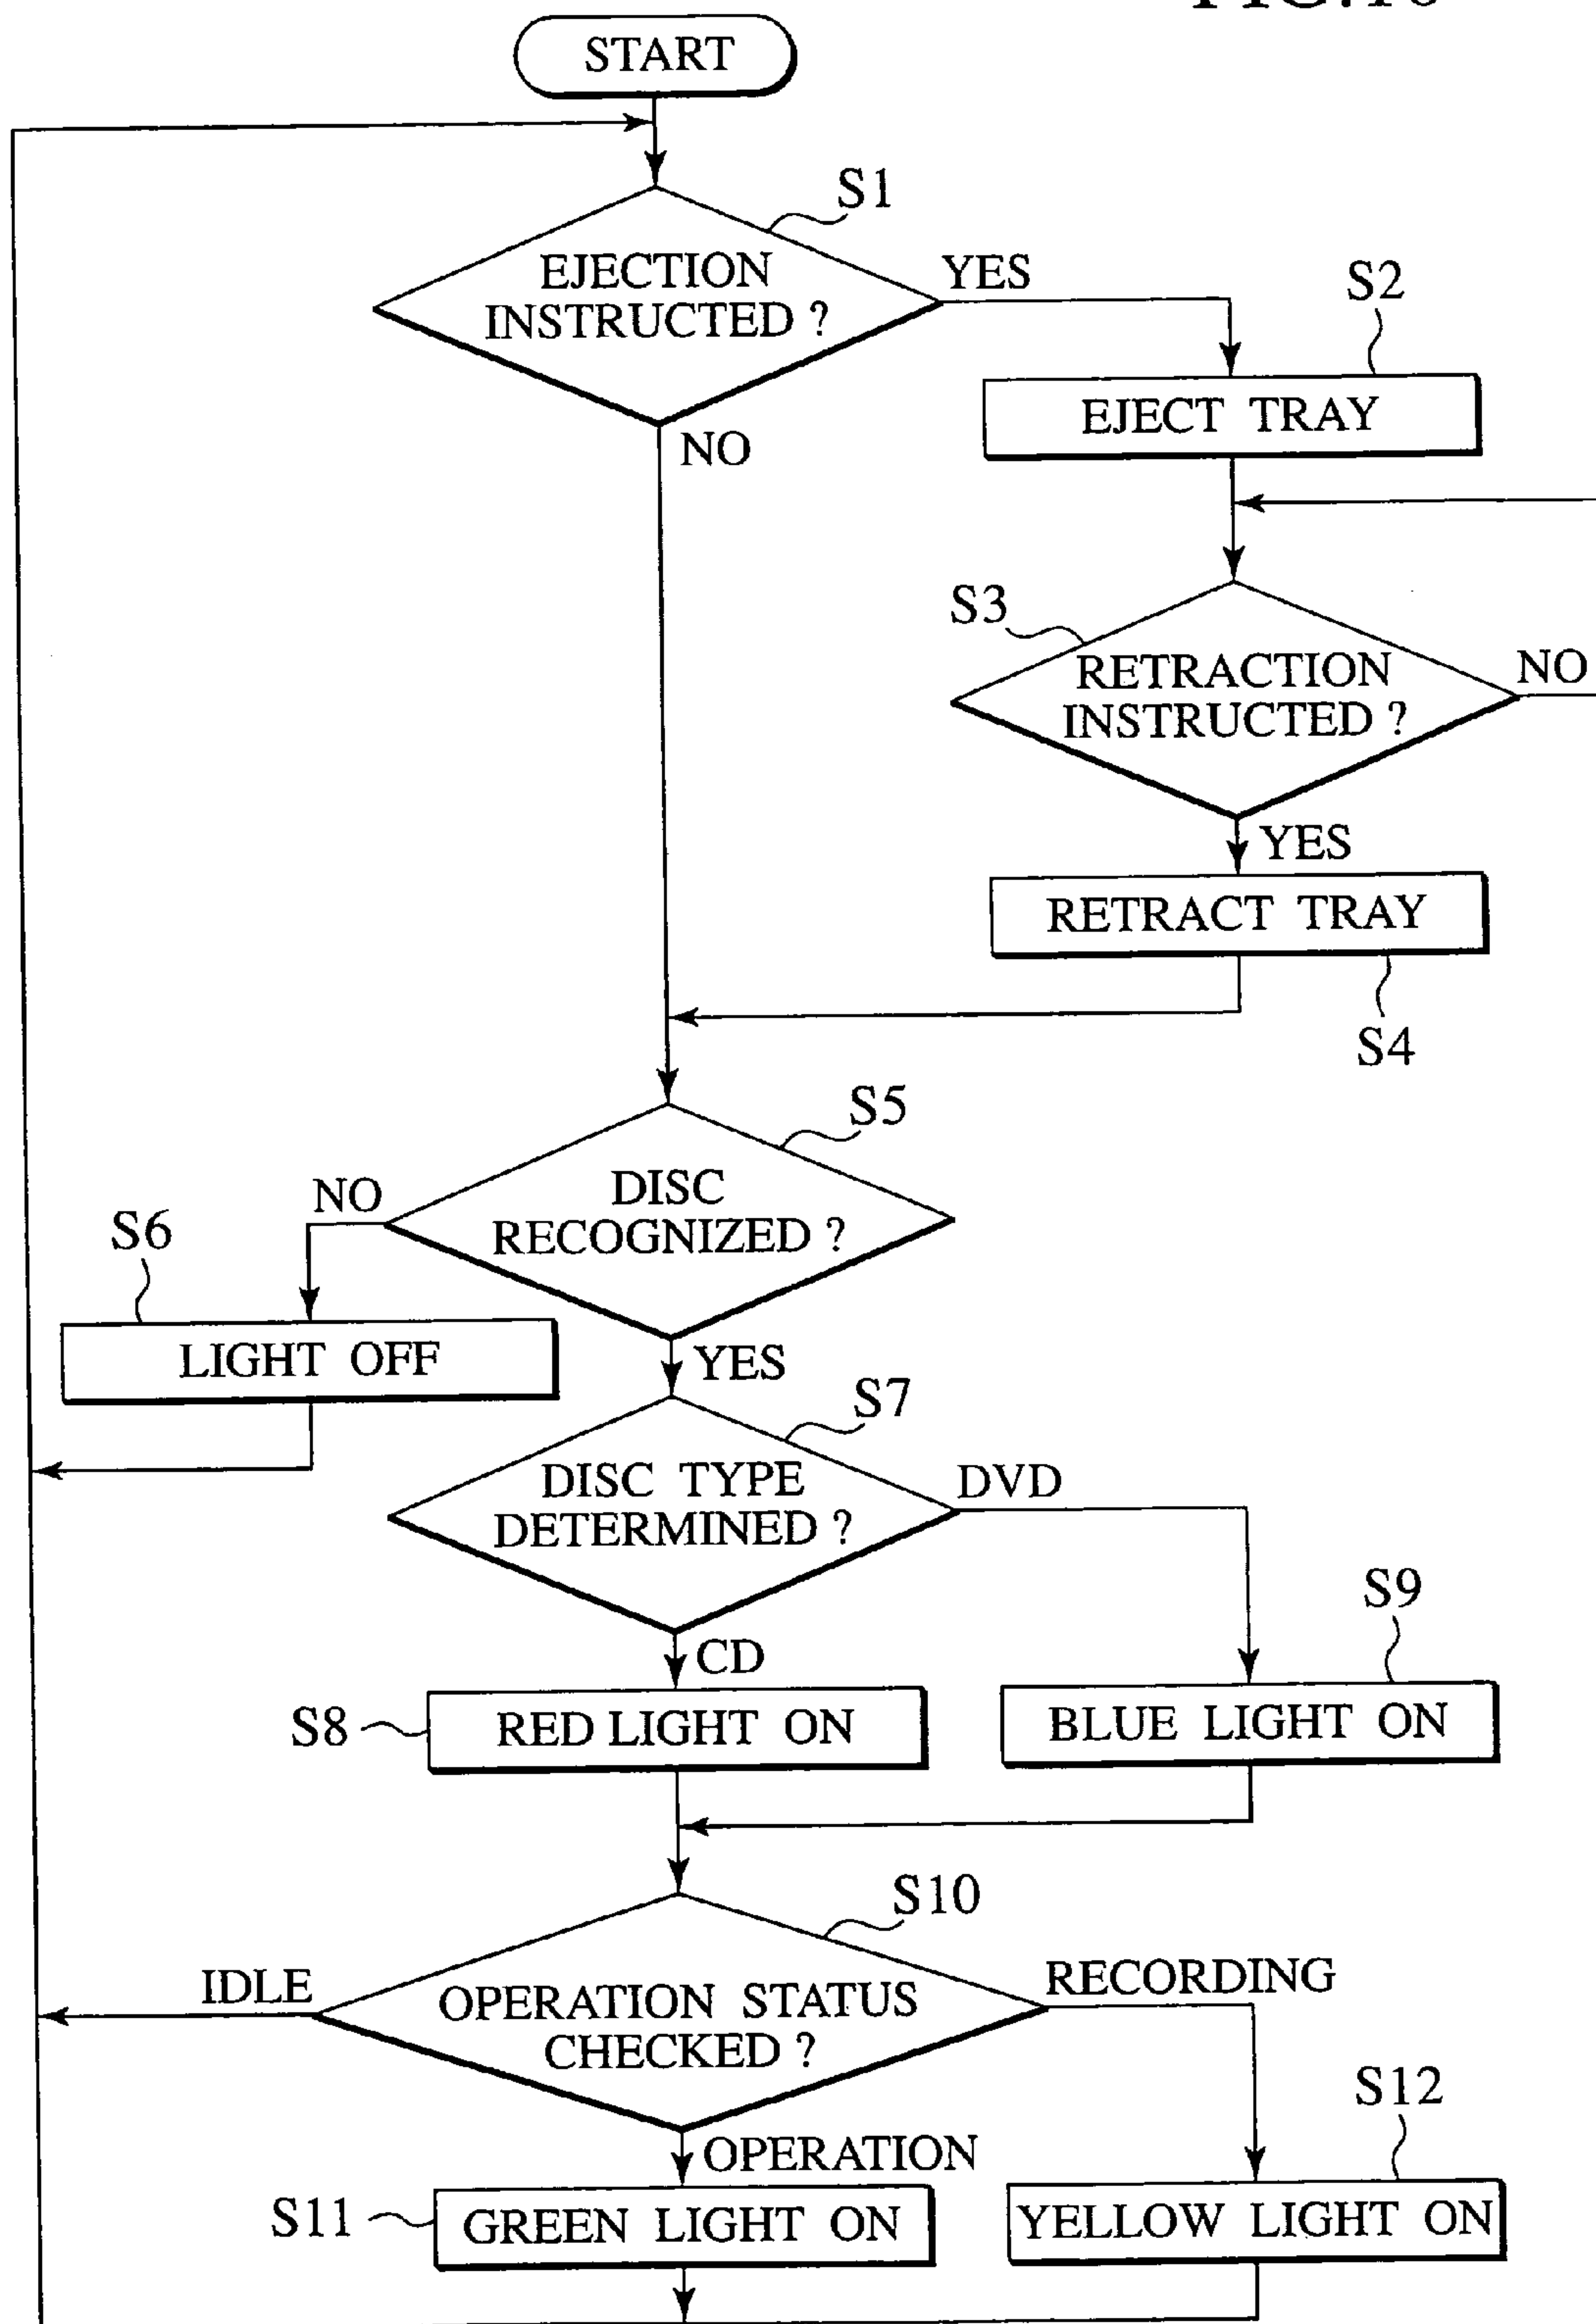 START
S1
EJECTION
INSTRUCTED ?
YES
NO
S2
EJECT TRAY
S3
RETRACTION
INSTRUCTED ?
NO
YES
RETRACT TRAY
S4
S5
DISC
RECOGNIZED ?
NO
S6
LIGHT OFF
YES
S7
DISC TYPE
DETERMINED ?
DVD
CD
S9
S8
RED LIGHT ON
BLUE LIGHT ON
S10
IDLE
OPERATION STATUS
CHECKED ?
RECORDING
S12
OPERATION
S11
GREEN LIGHT ON
YELLOW LIGHT ON